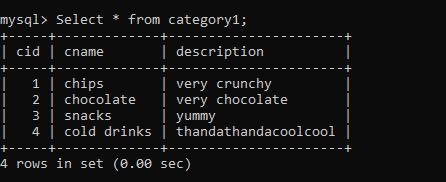 mysql> Select * from category1;
+-----+-------------+----------------------+
| cid | cname       | description          |
+-----+-------------+----------------------+
|   1 | chips       | very crunchy         |
|   2 | chocolate   | very chocolate       |
|   3 | snacks      | yummy                |
|   4 | cold drinks | thandathandacoolcool |
+-----+-------------+----------------------+
4 rows in set (0.00 sec)